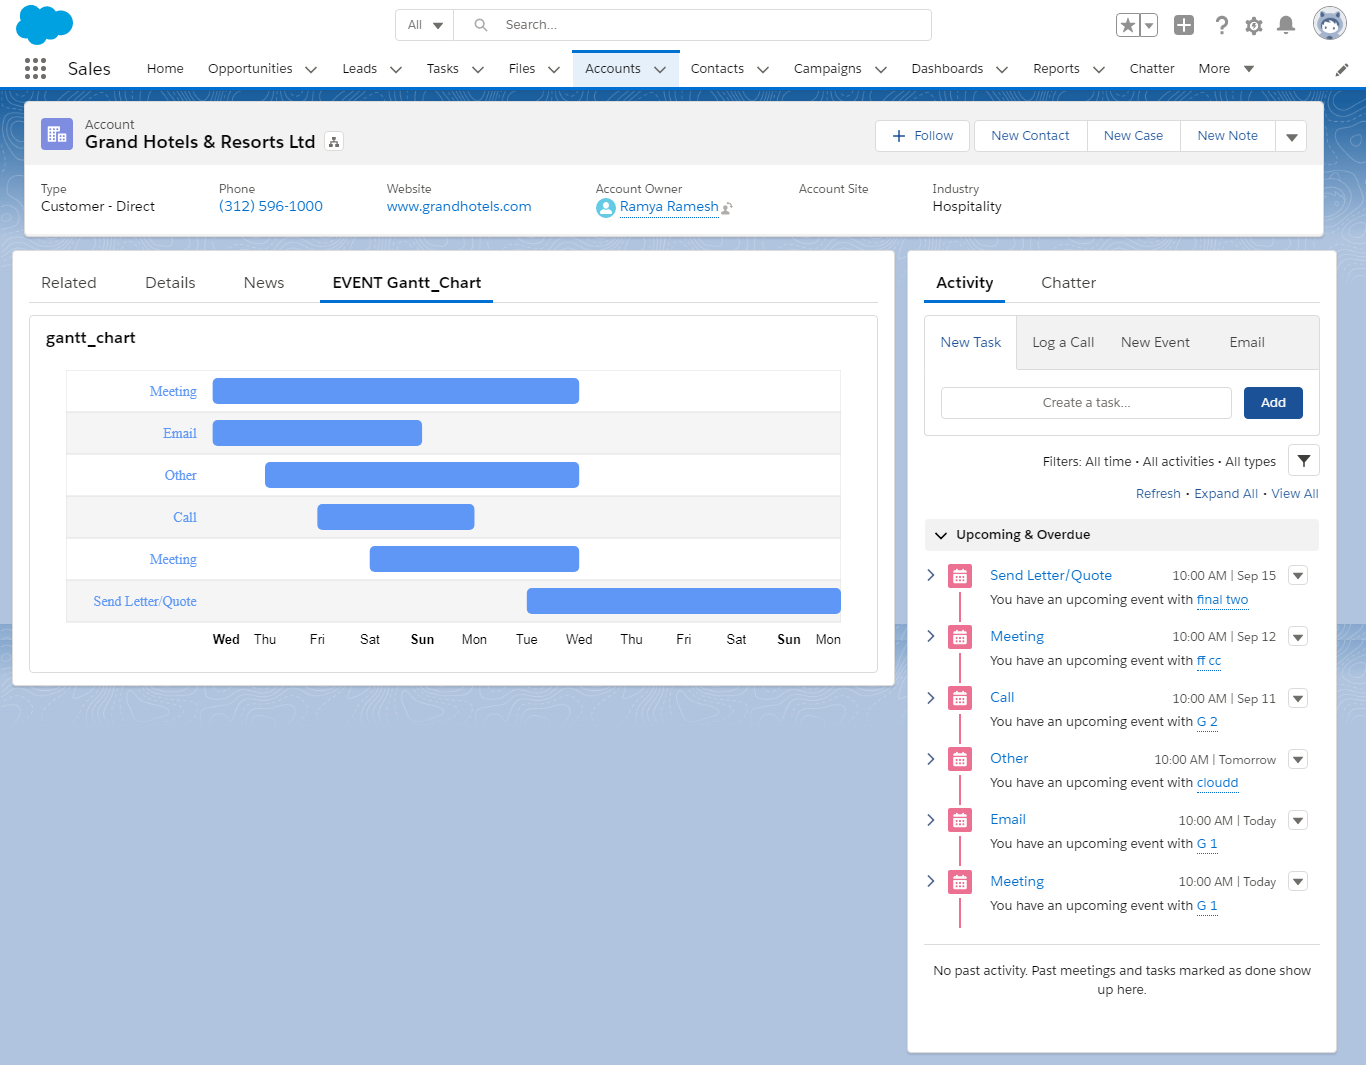 All
Search...
Sales
Home Opportunities Leads Tasks Files Accounts Contacts Campaigns Dashboards Reports Chatter More
Account
Grand Hotels & Resorts Ltd
Follow New Contact New Case New Note
Type Phone Website Account Owner Account Site Industry
Customer - Direct (312) 596-1000 www.grandhotels.com Ramya Ramesh Hospitality
Related Details News EVENT Gantt_Chart
gantt_chart
Meeting
Email
Other
Call
Meeting
Send Letter/Quote
Wed Thu Fri Sat Sun Mon Tue Wed Thu Fri Sat Sun Mon
Activity Chatter
New Task Log a Call New Event Email
Create a task... Add
Filters: All time • All activities • All types
Refresh • Expand All • View All
Upcoming & Overdue
Send Letter/Quote 10:00 AM | Sep 15
You have an upcoming event with final two
Meeting 10:00 AM | Sep 12
You have an upcoming event with ff cc
Call 10:00 AM | Sep 11
You have an upcoming event with G 2
Other 10:00 AM | Tomorrow
You have an upcoming event with cloudd
Email 10:00 AM | Today
You have an upcoming event with G 1
Meeting 10:00 AM | Today
You have an upcoming event with G 1
No past activity. Past meetings and tasks marked as done show
up here.